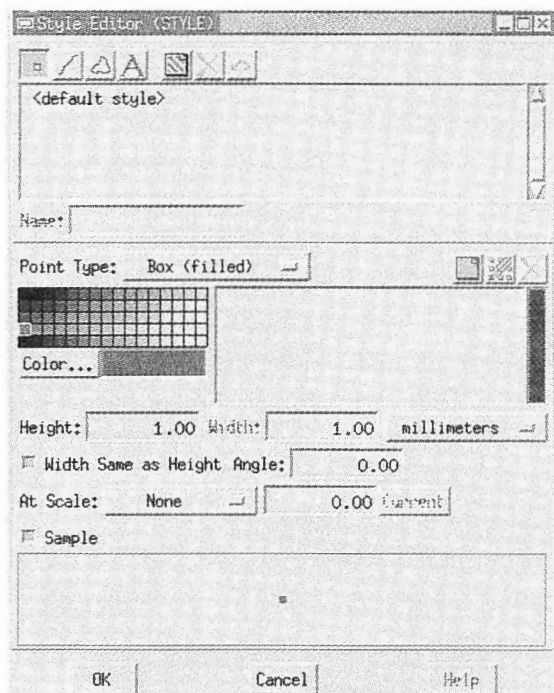 Style Editor (STYLE)
A
<default style>
Name:
Point Type: Box (filled)
Color...
Height: 1.00 Width: 1.00 millimeters
Width Same as Height Angle: 0.00
At Scale: None 0.00 Current
Sample
OK Cancel Help